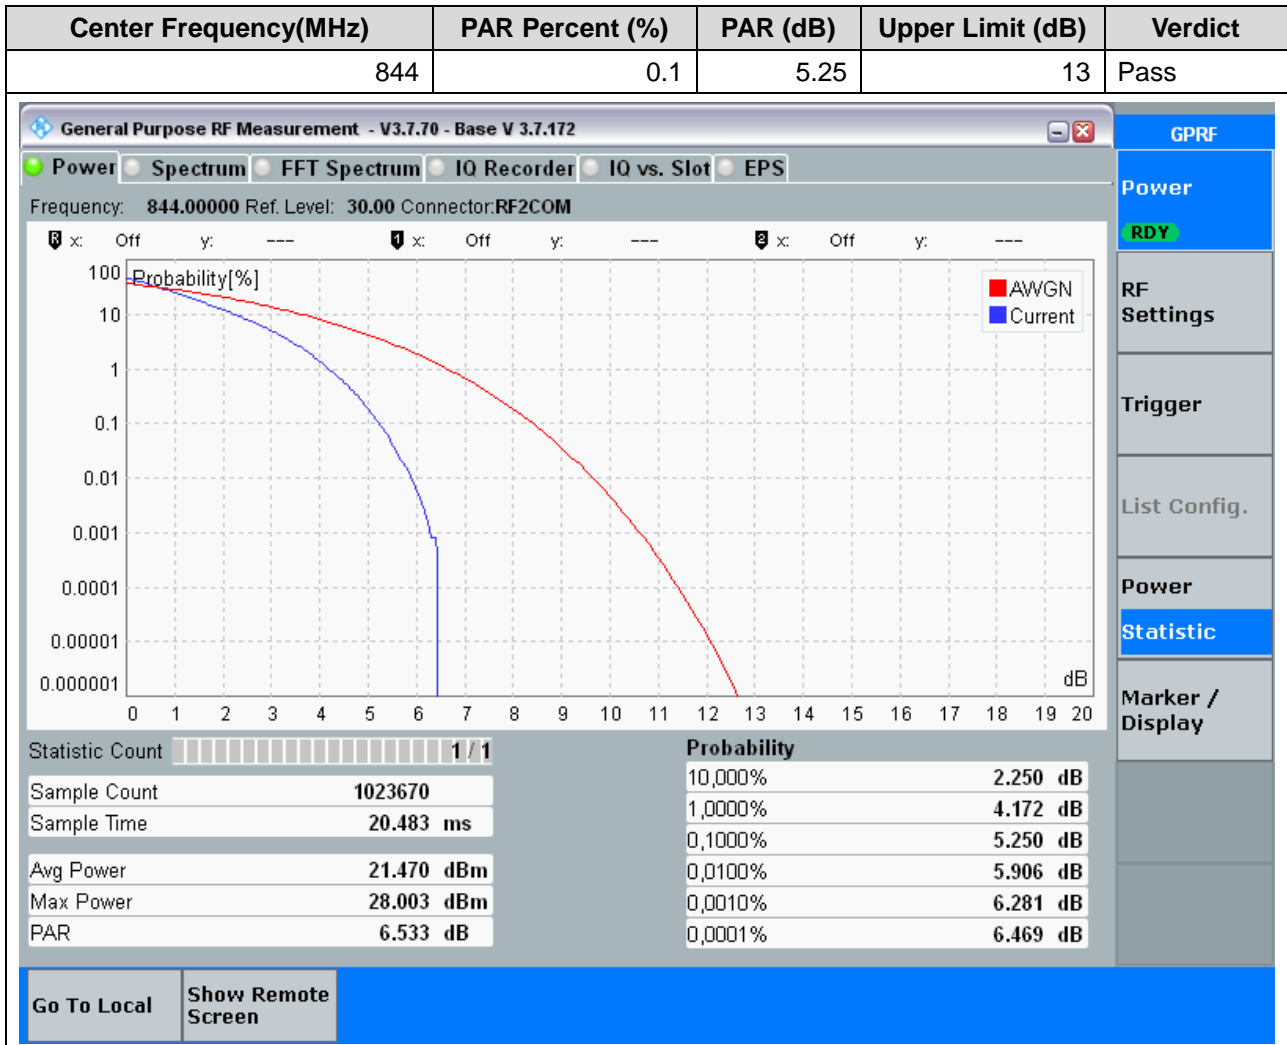 Center Frequency(MHz) PAR Percent (%) PAR (dB) Upper Limit (dB) Verdict
844 0.1 5.25 13 Pass
General Purpose RF Measurement - V3.7.70 - Base V 3.7.172
GPRF
Power Spectrum FFT Spectrum IQ Recorder IQ vs. Slot EPS
Frequency: 844.00000 Ref. Level: 30.00 Connector:RF2COM
R x: Off y: --- 1 x: Off y: --- 2 x: Off y: ---
Probability[%]
AWGN
Current
100
10
1
0.1
0.01
0.001
0.0001
0.00001
0.000001
dB
0 1 2 3 4 5 6 7 8 9 10 11 12 13 14 15 16 17 18 19 20
Statistic Count 1 / 1
Sample Count 1023670
Sample Time 20.483 ms
Avg Power 21.470 dBm
Max Power 28.003 dBm
PAR 6.533 dB
Probability
10,000% 2.250 dB
1,0000% 4.172 dB
0,1000% 5.250 dB
0,0100% 5.906 dB
0,0010% 6.281 dB
0,0001% 6.469 dB
Power
RDY
RF
Settings
Trigger
List Config.
Power
Statistic
Marker /
Display
Go To Local
Show Remote
Screen